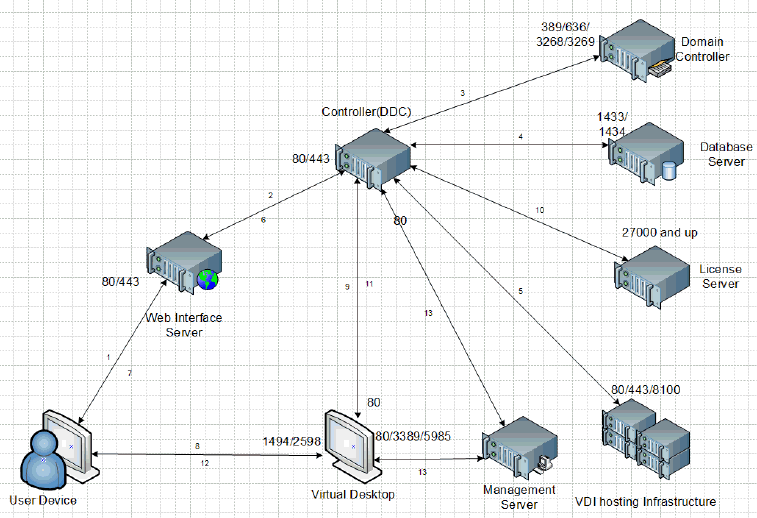 389/636/
3268/3269
Domain
Controller
3
Controller(DDC)
1433/
1434
4
Database
Server
80/443
2
6
80
10
27000 and up
License
Server
80/443
Web Interface
Server
9
11
5
13
1
7
80
80/443/8100
1494/2598
80/3389/5985
8
12
13
User Device
Virtual Desktop
Management
Server
VDI hosting Infrastructure